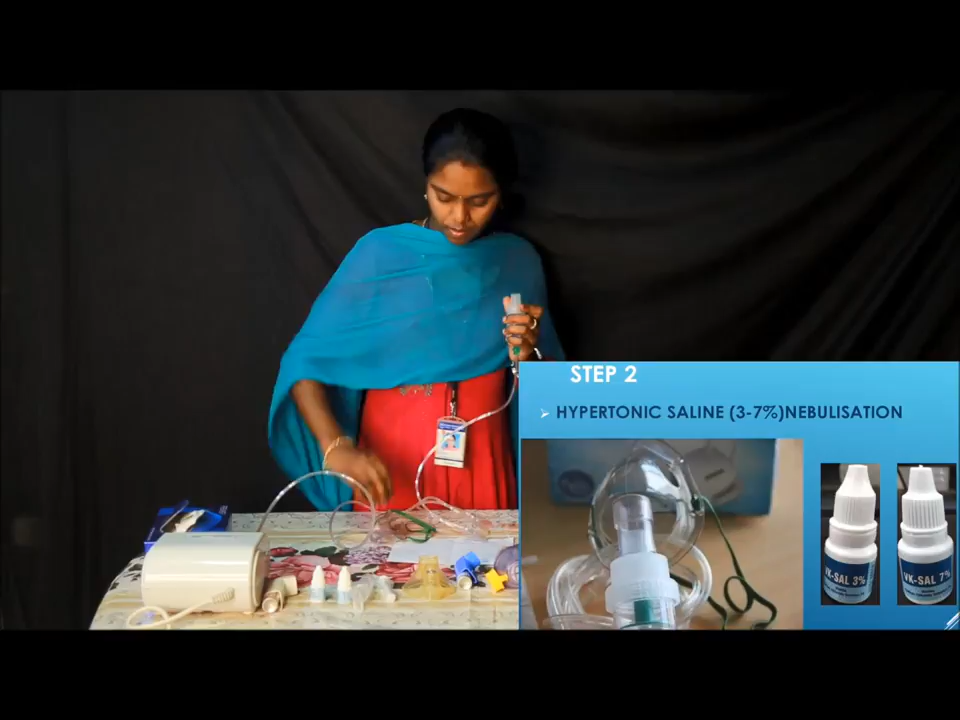 STEP 2
HYPERTONIC SALINE (3-7%)NEBULISATION
VK-SAL 3%
VK-SAL 7%